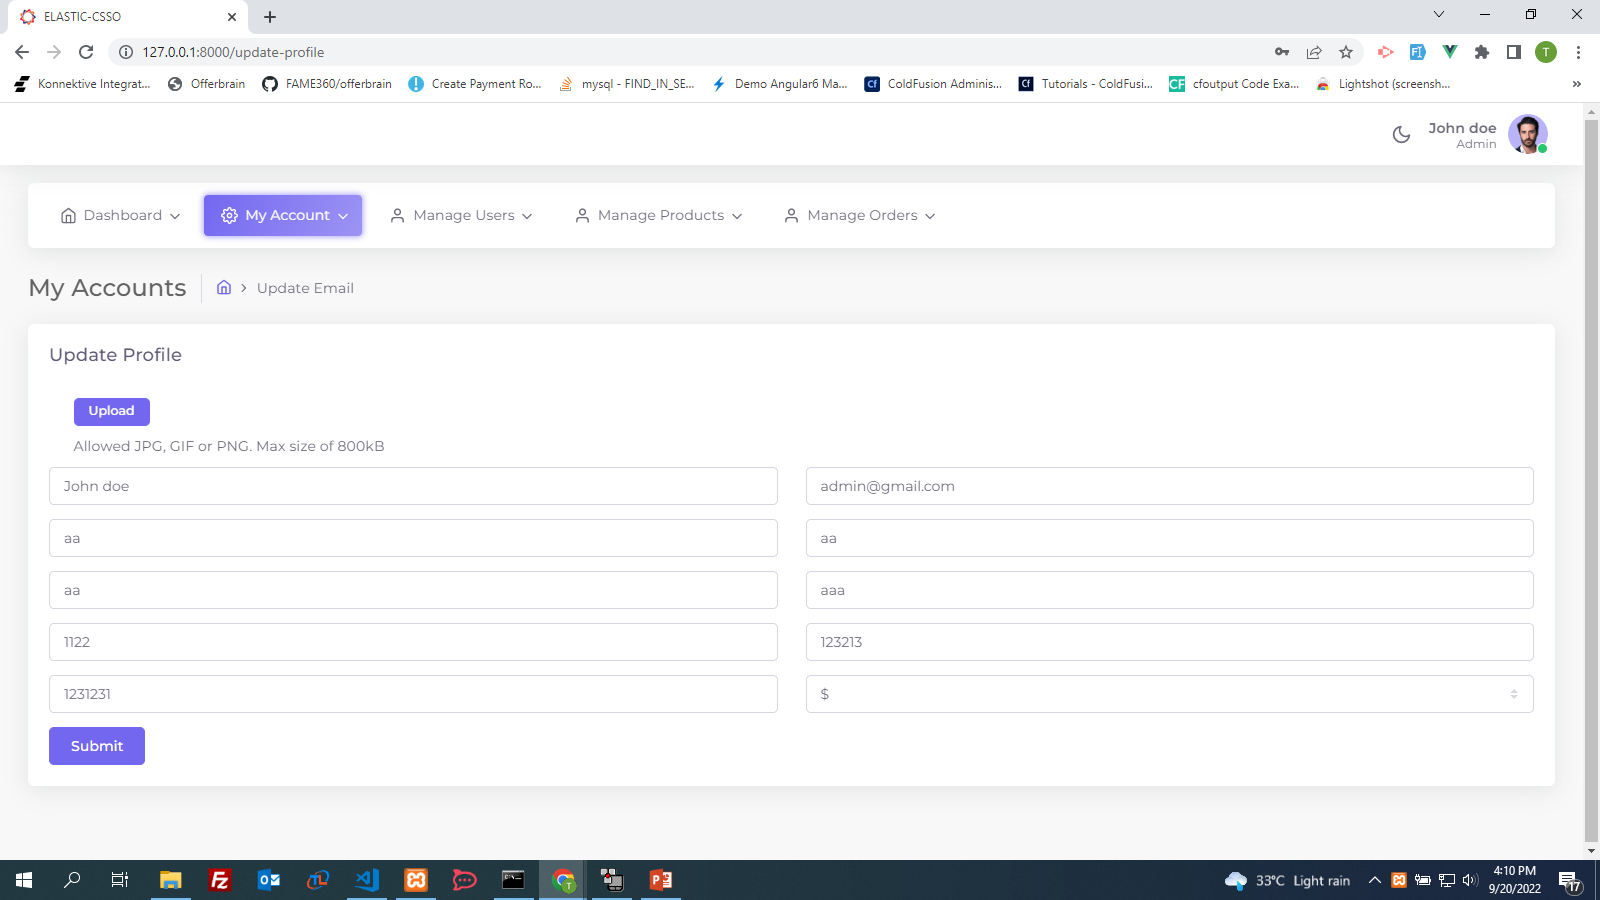 ELASTIC-CSSO
127.0.0.1:8000/update-profile
T
Konnektive Integrat...
Offerbrain
FAME360/offerbrain
Create Payment Ro...
mysql - FIND_IN_SE...
Demo Angular6 Ma...
Cf
ColdFusion Adminis...
Cf
Tutorials - ColdFusi...
CF
cfoutput Code Exa...
Lightshot (screensh...
»
John doe
Admin
Dashboard
My Account
Manage Users
Manage Products
Manage Orders
My Accounts
Update Email
Update Profile
Upload
Allowed JPG, GIF or PNG. Max size of 800kB
John doe
admin@gmail.com
aa
aa
aa
aaa
1122
123213
1231231
$
Submit
33°C Light rain
4:10 PM
9/20/2022
17